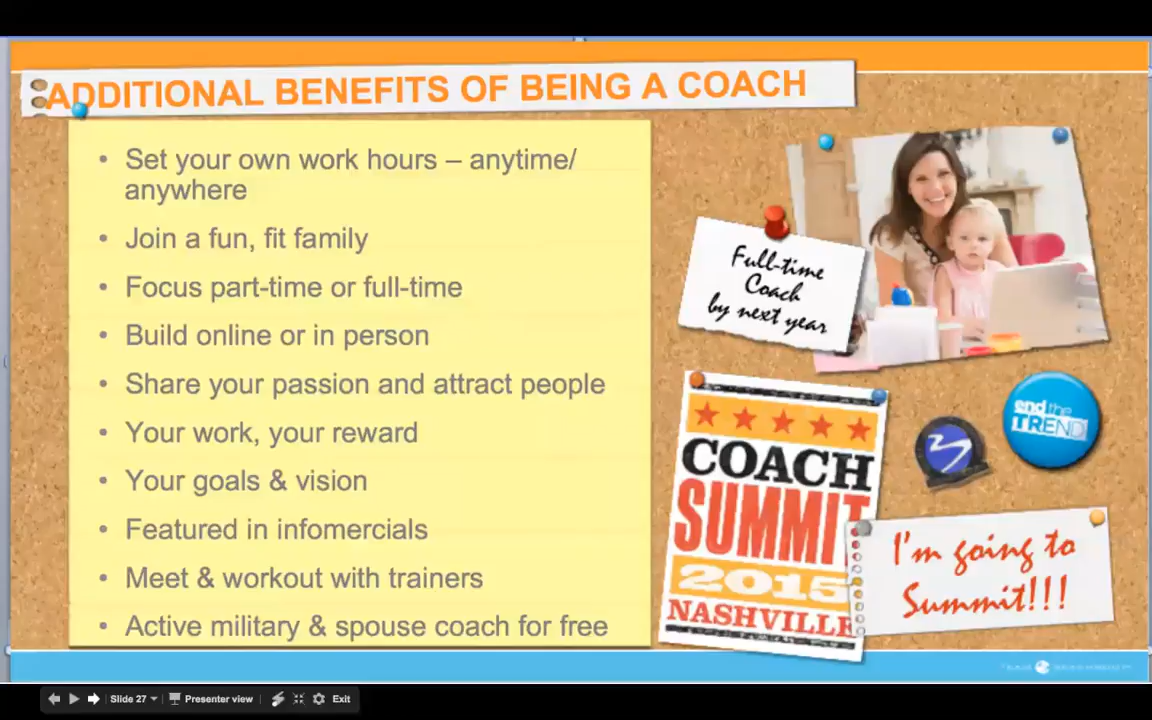 ADDITIONAL BENEFITS OF BEING A COACH
• Set your own work hours – anytime/
anywhere
• Join a fun, fit family
• Focus part-time or full-time
• Build online or in person
• Share your passion and attract people
• Your work, your reward
• Your goals & vision
• Featured in infomercials
• Meet & workout with trainers
• Active military & spouse coach for free
Full-time
Coach
by next year
end the
TREND
COACH
SUMMIT
2015
NASHVILLE
I'm going to
Summit!!!
Slide 27
Presenter view
Exit